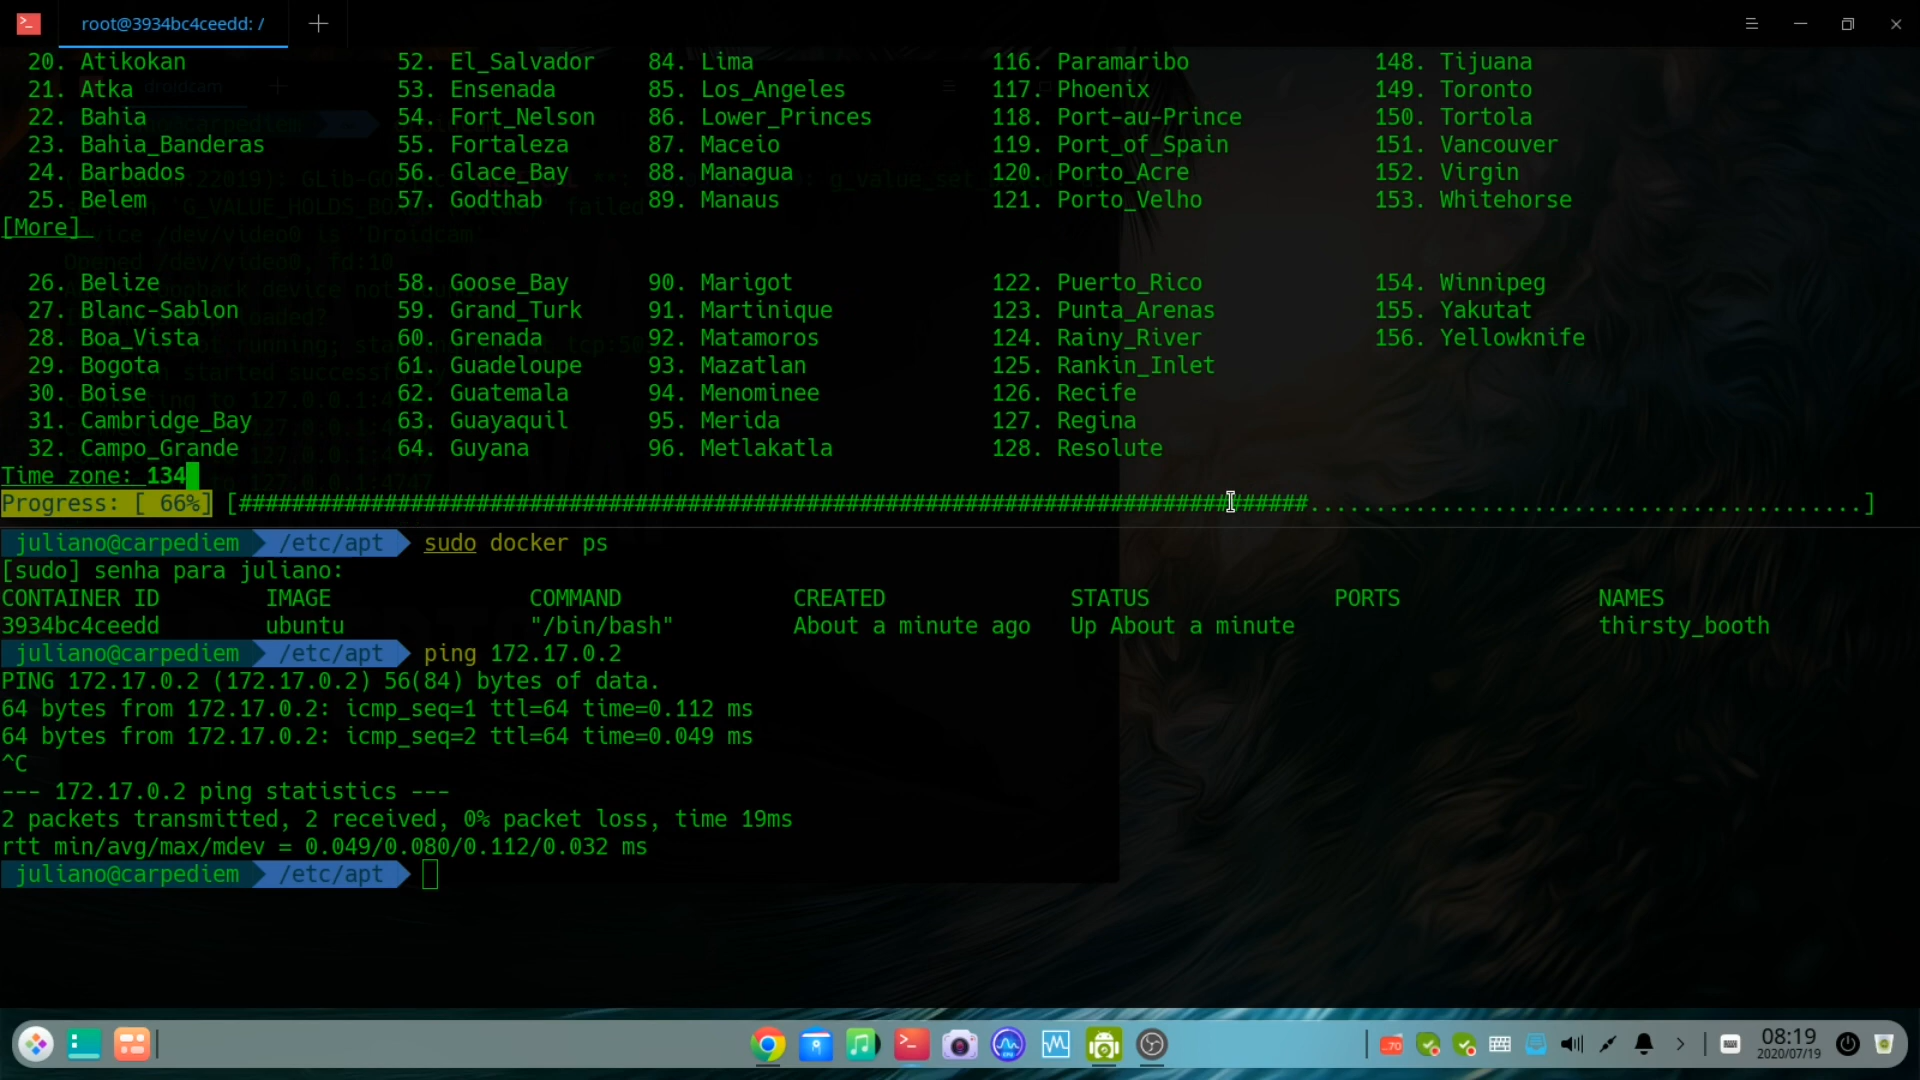 root@3934bc4ceedd: /
20. Atikokan 52. El_Salvador 84. Lima 116. Paramaribo 148. Tijuana
21. Atka 53. Ensenada 85. Los_Angeles 117. Phoenix 149. Toronto
22. Bahia 54. Fort_Nelson 86. Lower_Princes 118. Port-au-Prince 150. Tortola
23. Bahia_Banderas 55. Fortaleza 87. Maceio 119. Port_of_Spain 151. Vancouver
24. Barbados 56. Glace_Bay 88. Managua 120. Porto_Acre 152. Virgin
25. Belem 57. Godthab 89. Manaus 121. Porto_Velho 153. Whitehorse
[More]
26. Belize 58. Goose_Bay 90. Marigot 122. Puerto_Rico 154. Winnipeg
27. Blanc-Sablon 59. Grand_Turk 91. Martinique 123. Punta_Arenas 155. Yakutat
28. Boa_Vista 60. Grenada 92. Matamoros 124. Rainy_River 156. Yellowknife
29. Bogota 61. Guadeloupe 93. Mazatlan 125. Rankin_Inlet
30. Boise 62. Guatemala 94. Menominee 126. Recife
31. Cambridge_Bay 63. Guayaquil 95. Merida 127. Regina
32. Campo_Grande 64. Guyana 96. Metlakatla 128. Resolute
Time zone: 134
Progress: [ 66%] [#################################################################################..........................................]
juliano@carpediem /etc/apt sudo docker ps
[sudo] senha para juliano:
CONTAINER ID IMAGE COMMAND CREATED STATUS PORTS NAMES
3934bc4ceedd ubuntu "/bin/bash" About a minute ago Up About a minute thirsty_booth
juliano@carpediem /etc/apt ping 172.17.0.2
PING 172.17.0.2 (172.17.0.2) 56(84) bytes of data.
64 bytes from 172.17.0.2: icmp_seq=1 ttl=64 time=0.112 ms
64 bytes from 172.17.0.2: icmp_seq=2 ttl=64 time=0.049 ms
^C
--- 172.17.0.2 ping statistics ---
2 packets transmitted, 2 received, 0% packet loss, time 19ms
rtt min/avg/max/mdev = 0.049/0.080/0.112/0.032 ms
juliano@carpediem /etc/apt
70 08:19
2020/07/19